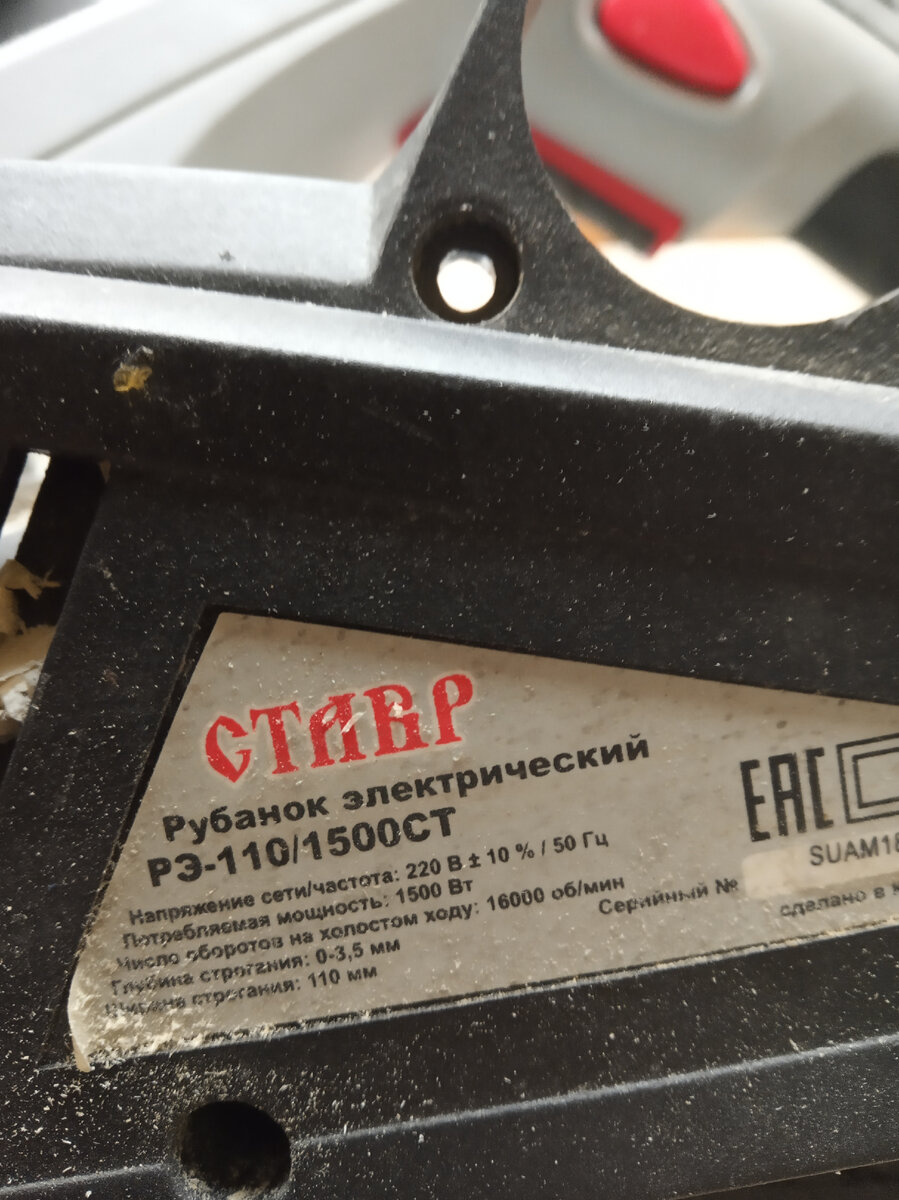 СТАВР
Рубанок электрический
РЭ-110/1500СТ
Напряжение сети/частота: 220 В ± 10 % / 50 Гц
Потребляемая мощность: 1500 Вт
Число оборотов на холостом ходу: 16000 об/мин
Глубина строгания: 0-3,5 мм
Ширина строгания: 110 мм
EAC
SUAM18
Серийный №
сделано в